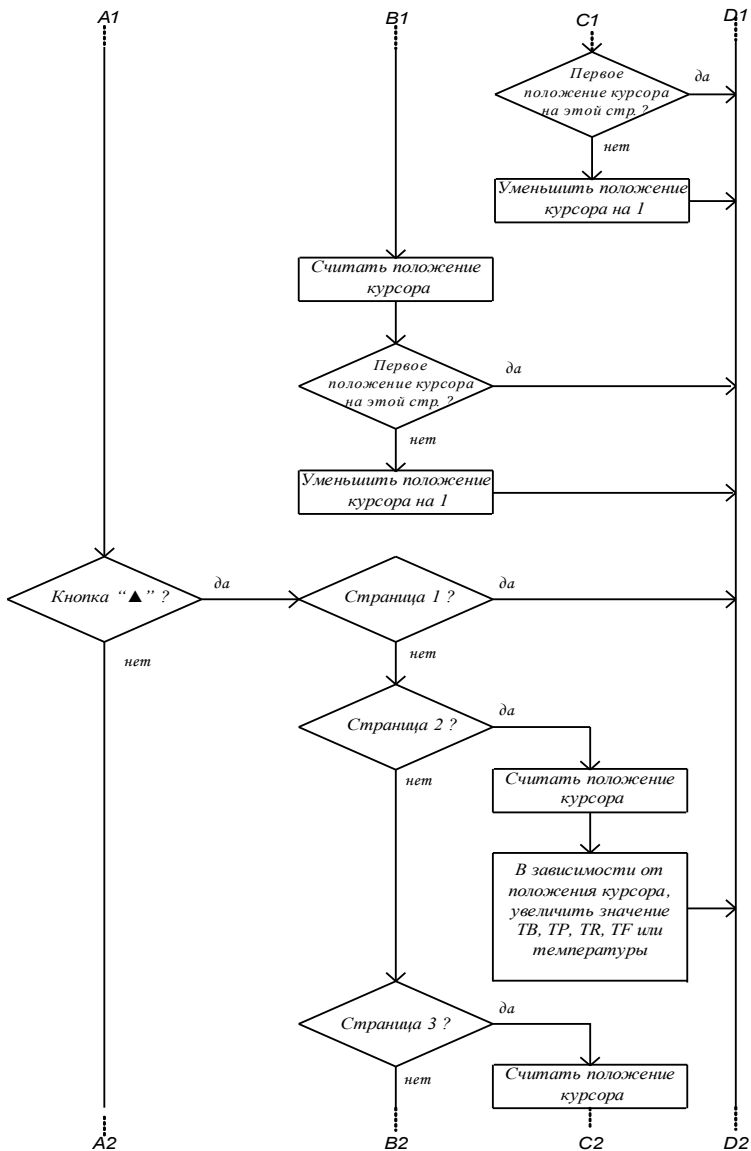 A1
B1
C1
D1
Первое
положение курсора
на этой стр. ?
да
нет
Уменьшить положение
курсора на 1
Считать положение
курсора
Первое
положение курсора
на этой стр. ?
да
нет
Уменьшить положение
курсора на 1
Кнопка “▲” ?
да
нет
Страница 1 ?
да
нет
Страница 2 ?
да
нет
Считать положение
курсора
В зависимости от
положения курсора,
увеличить значение
TB, TP, TR, TF или
температуры
Страница 3 ?
да
нет
Считать положение
курсора
A2
B2
C2
D2